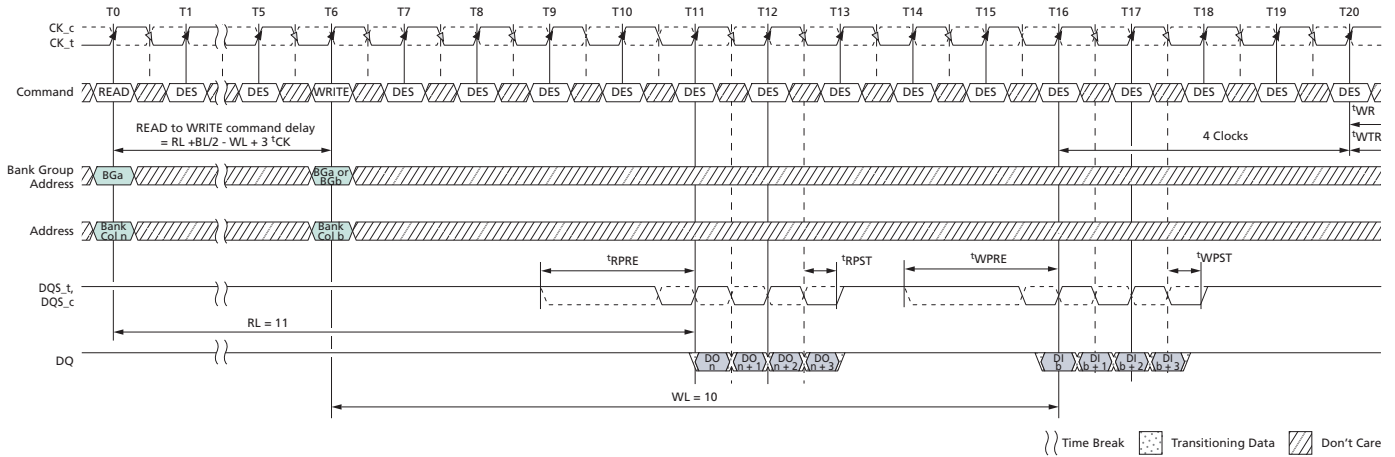 T0 T1 T5 T6 T7 T8 T9 T10 T11 T12 T13 T14 T15 T16 T17 T18 T19 T20
CK_c
CK_t
Command READ DES DES WRITE DES DES DES DES DES DES DES DES DES DES DES DES DES DES
tWR
READ to WRITE command delay
= RL +BL/2 - WL + 3 tCK
4 Clocks tWTR
Bank Group
Address
BGa BGa or
BGb
Address Bank
Col n
Bank
Col b
tRPRE tRPST tWPRE tWPST
DQS_t,
DQS_c
RL = 11
DQ DO
n
DO
n + 1
DO
n + 2
DO
n + 3
DI
b
DI
b + 1
DI
b + 2
DI
b + 3
WL = 10
Time Break Transitioning Data Don't Care